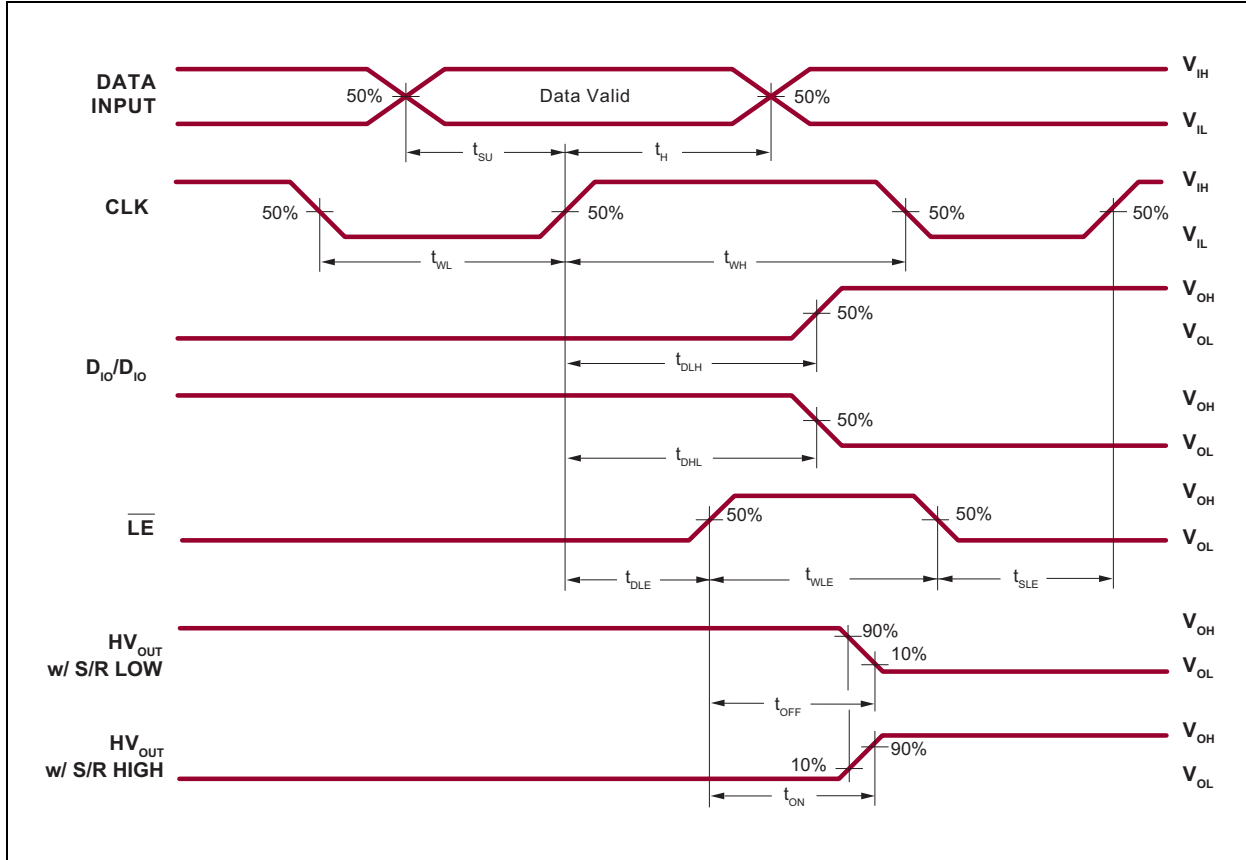 DATA INPUT
50%
Data Valid
50%
V_IH
V_IL
t_SU
t_H
CLK
50%
50%
50%
50%
V_IH
V_IL
t_WL
t_WH
D_IO/D_IO
50%
V_OH
V_OL
t_DLH
50%
V_OH
V_OL
t_DHL
L̅E̅
50%
50%
V_OH
V_OL
t_DLE
t_WLE
t_SLE
HV_OUT
w/ S/R LOW
90%
10%
V_OH
V_OL
t_OFF
HV_OUT
w/ S/R HIGH
10%
90%
V_OH
V_OL
t_ON